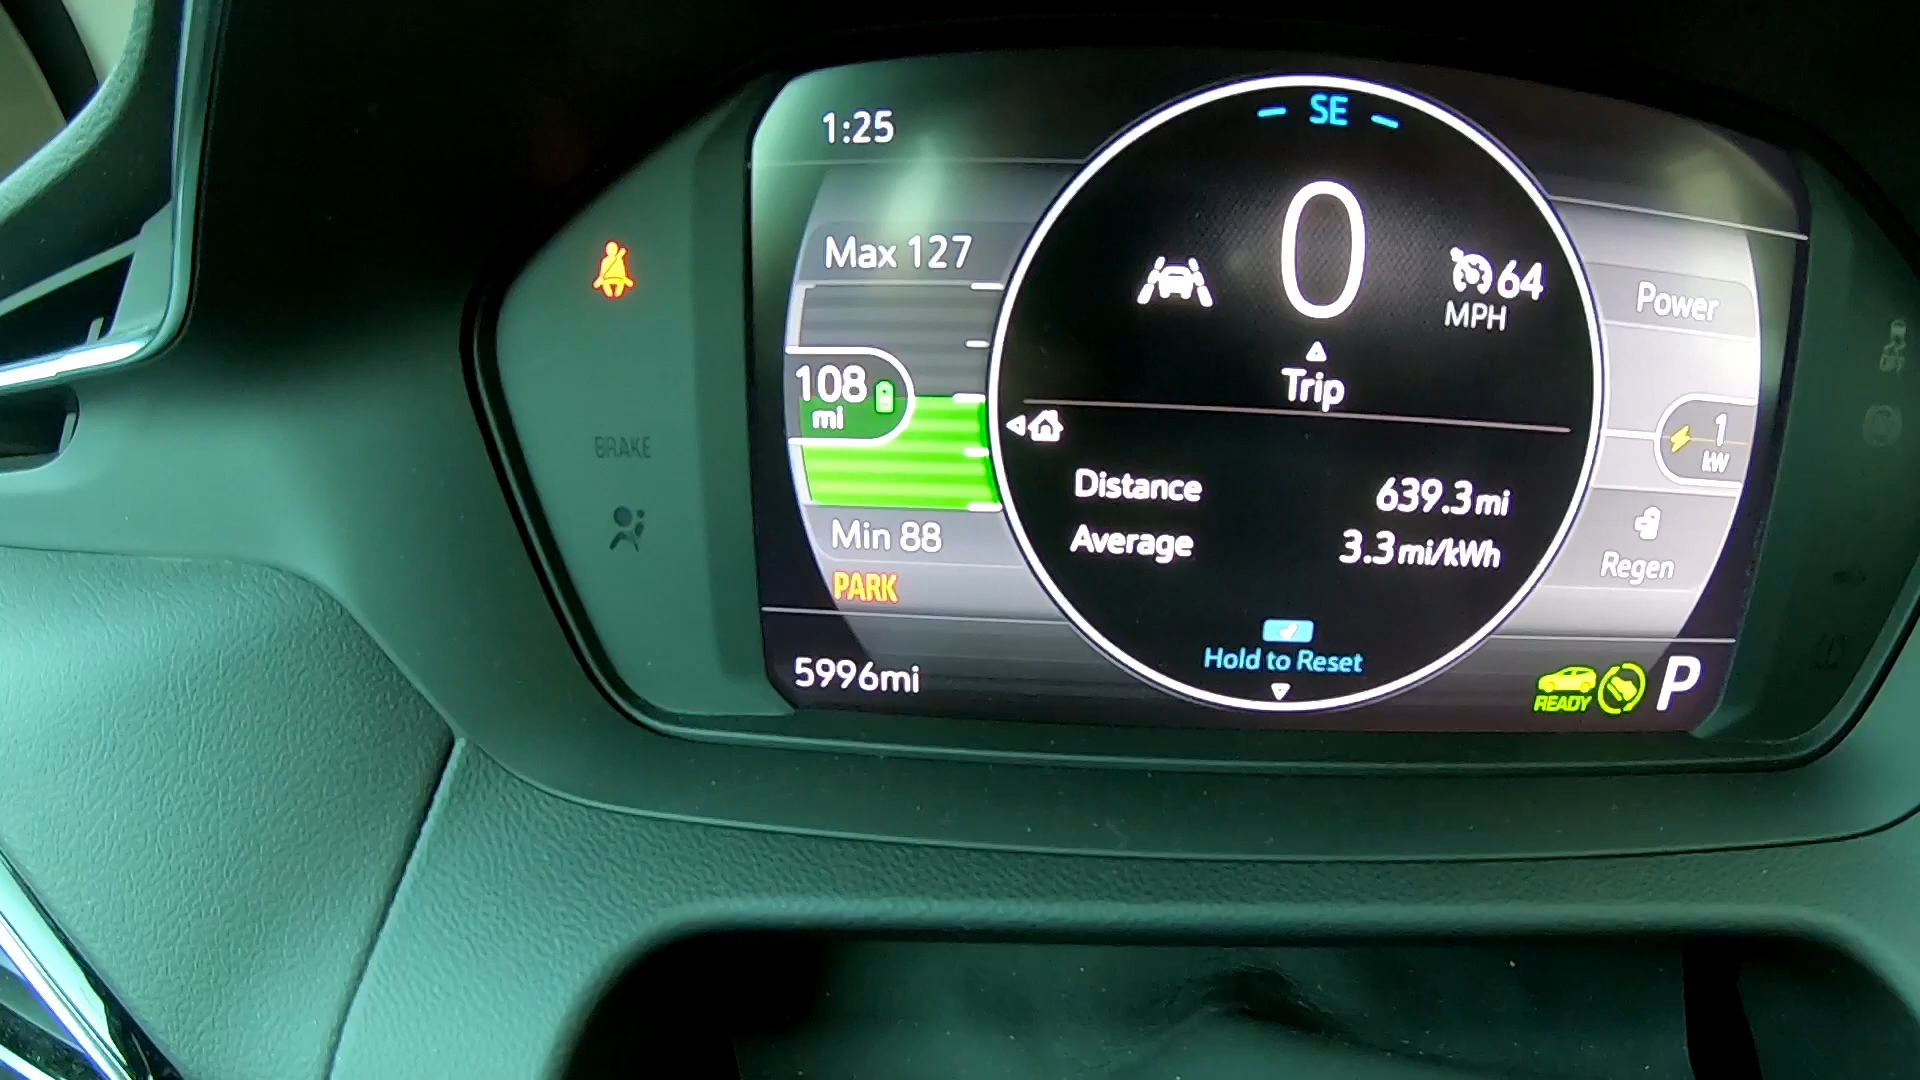 1:25
SE
Max 127
0
64
MPH
Power
108
mi
Trip
BRAKE
1
kW
Distance 639.3mi
Average 3.3mi/kWh
Min 88
Regen
PARK
Hold to Reset
5996mi
READY
P